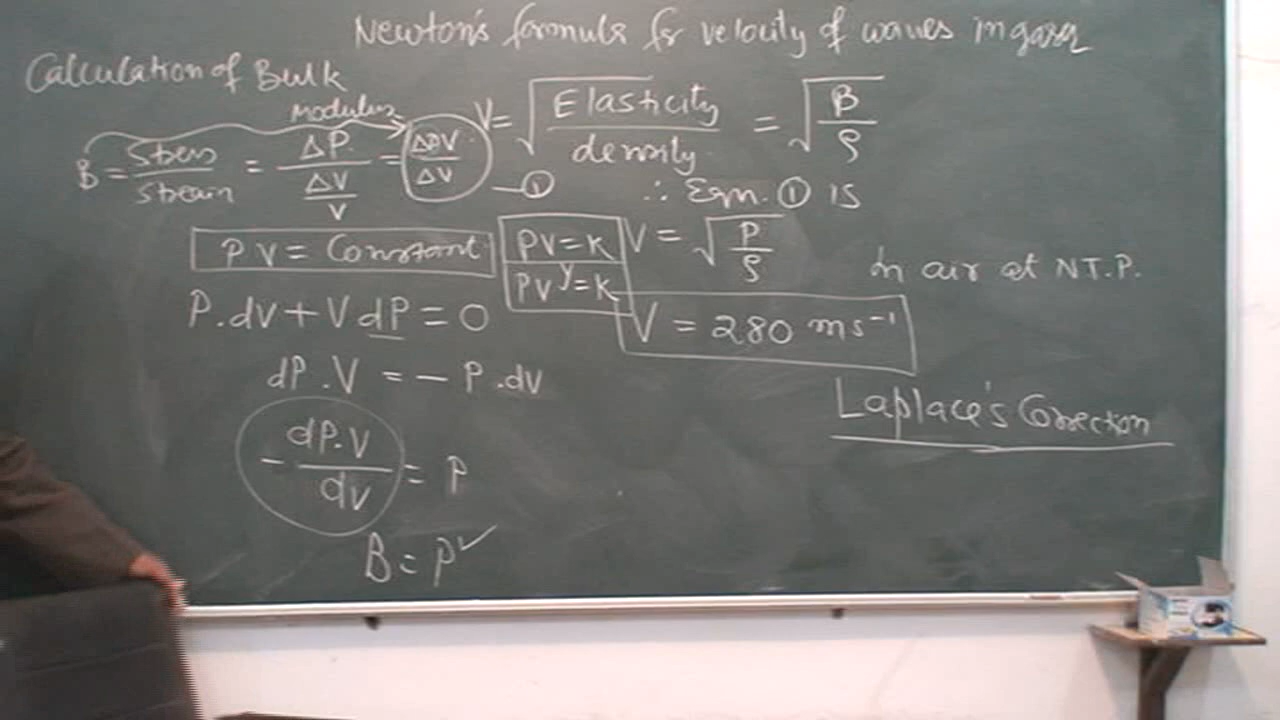 Newton's formula for velocity of waves in gases
Calculation of Bulk
modulus
B = Stress/Strain = ΔP/(ΔV/V) = ΔPV/ΔV —①
V = √(Elasticity/density) = √(B/ρ)
∴ Eqn. ① is
PV = Constant
PV = K
PV^γ = K
V = √(P/ρ)
In air at N.T.P.
P.dV + V dP = 0
V = 280 ms⁻¹
dP.V = − P.dV
Laplace's Correction
− dP.V/dV = P
B = P ✓